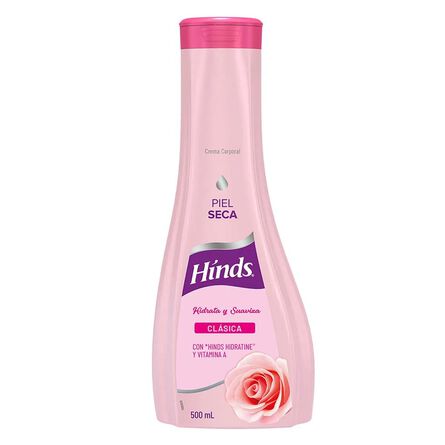 Crema Corporal
PIEL
SECA
Hinds®
Hidrata y Suaviza
CLÁSICA
CON "HINDS HIDRATINE"
Y VITAMINA A
500 mL